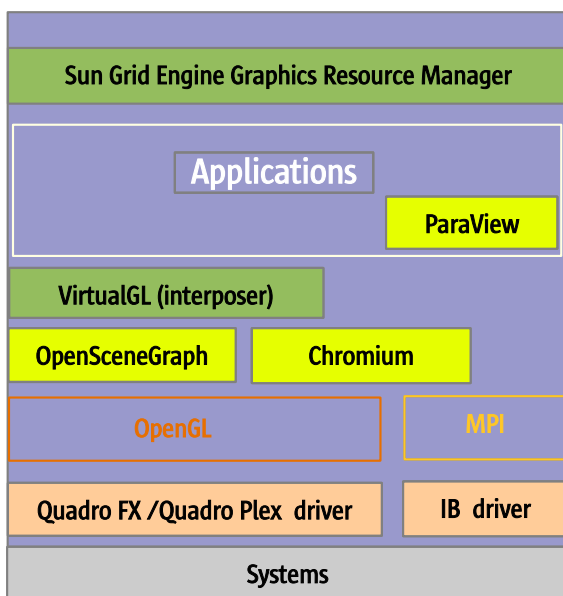 Sun Grid Engine Graphics Resource Manager
Applications
ParaView
VirtualGL (interposer)
OpenSceneGraph
Chromium
OpenGL
MPI
Quadro FX /Quadro Plex driver
IB driver
Systems